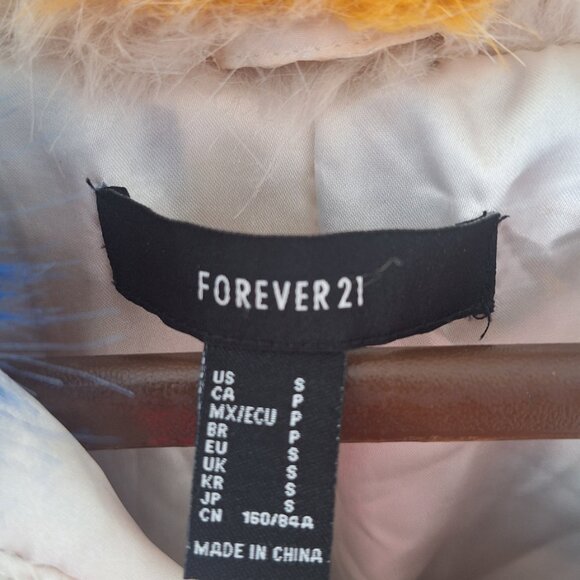 FOREVER 21
US S
CA P
MX/ECU P
BR P
EU S
UK S
KR S
JP S
CN 160/84A
MADE IN CHINA